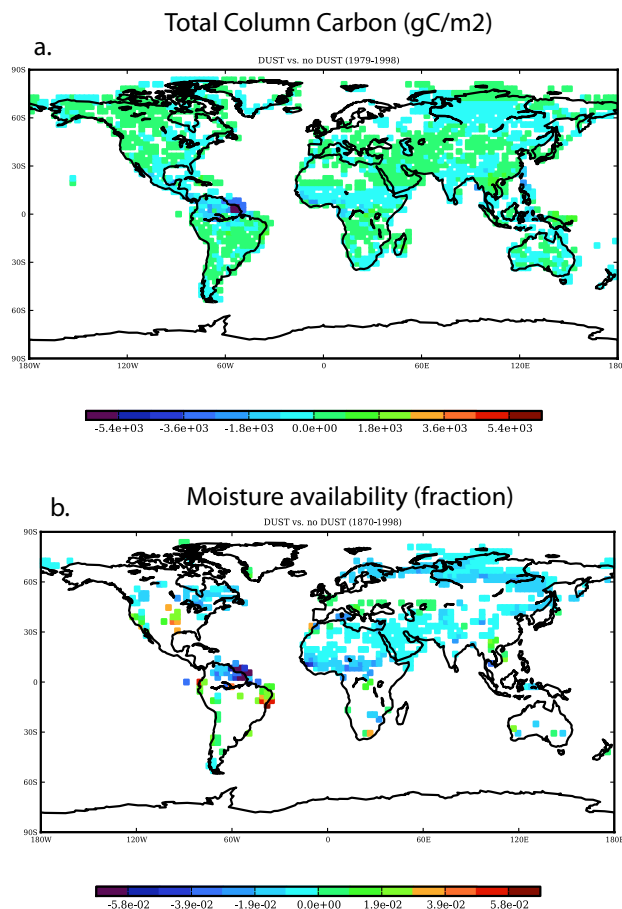 Total Column Carbon (gC/m2)
a.
DUST vs. no DUST (1979-1998)
90S
60S
30S
0
30S
60S
90S
180W 120W 60W 0 60E 120E 180
-5.4e+03 -3.6e+03 -1.8e+03 0.0e+00 1.8e+03 3.6e+03 5.4e+03
Moisture availability (fraction)
b.
DUST vs. no DUST (1870-1998)
90S
60S
30S
0
30S
60S
90S
180W 120W 60W 0 60E 120E 180
-5.8e-02 -3.9e-02 -1.9e-02 0.0e+00 1.9e-02 3.9e-02 5.8e-02